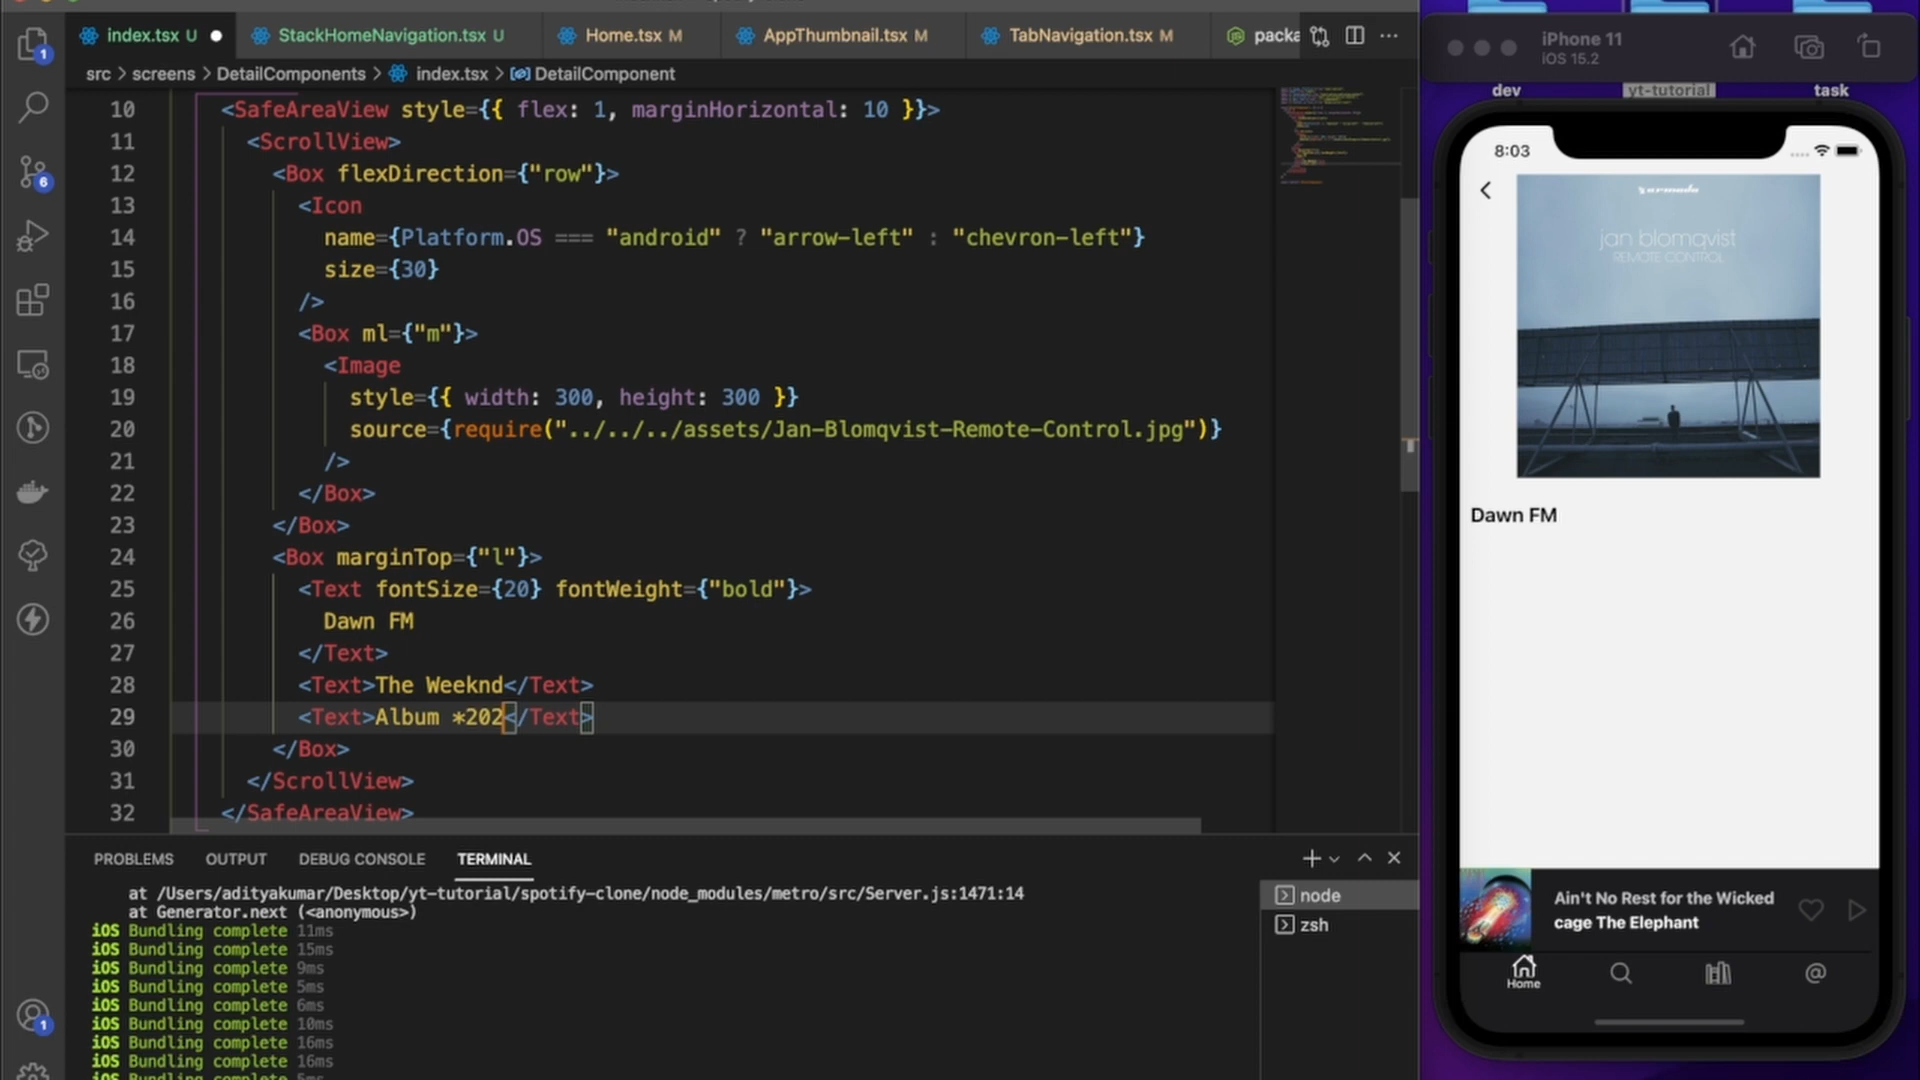 index.tsx U
StackHomeNavigation.tsx U
Home.tsx M
AppThumbnail.tsx M
TabNavigation.tsx M
packa
src > screens > DetailComponents > index.tsx > DetailComponent
10 <SafeAreaView style={{ flex: 1, marginHorizontal: 10 }}>
11 <ScrollView>
12 <Box flexDirection={"row"}>
13 <Icon
14 name={Platform.OS === "android" ? "arrow-left" : "chevron-left"}
15 size={30}
16 />
17 <Box ml={"m"}>
18 <Image
19 style={{ width: 300, height: 300 }}
20 source={require("../../../assets/Jan-Blomqvist-Remote-Control.jpg")}
21 />
22 </Box>
23 </Box>
24 <Box marginTop={"l"}>
25 <Text fontSize={20} fontWeight={"bold"}>
26 Dawn FM
27 </Text>
28 <Text>The Weeknd</Text>
29 <Text>Album *202</Text>
30 </Box>
31 </ScrollView>
32 </SafeAreaView>
PROBLEMS OUTPUT DEBUG CONSOLE TERMINAL
at /Users/adityakumar/Desktop/yt-tutorial/spotify-clone/node_modules/metro/src/Server.js:1471:14
at Generator.next (<anonymous>)
iOS Bundling complete 11ms
iOS Bundling complete 15ms
iOS Bundling complete 9ms
iOS Bundling complete 5ms
iOS Bundling complete 6ms
iOS Bundling complete 10ms
iOS Bundling complete 16ms
iOS Bundling complete 16ms
iOS Bundling complete 5ms
node
zsh
1
6
1
iPhone 11
iOS 15.2
dev
yt-tutorial
task
8:03
armada
jan blomqvist
REMOTE CONTROL
Dawn FM
Ain't No Rest for the Wicked
cage The Elephant
Home